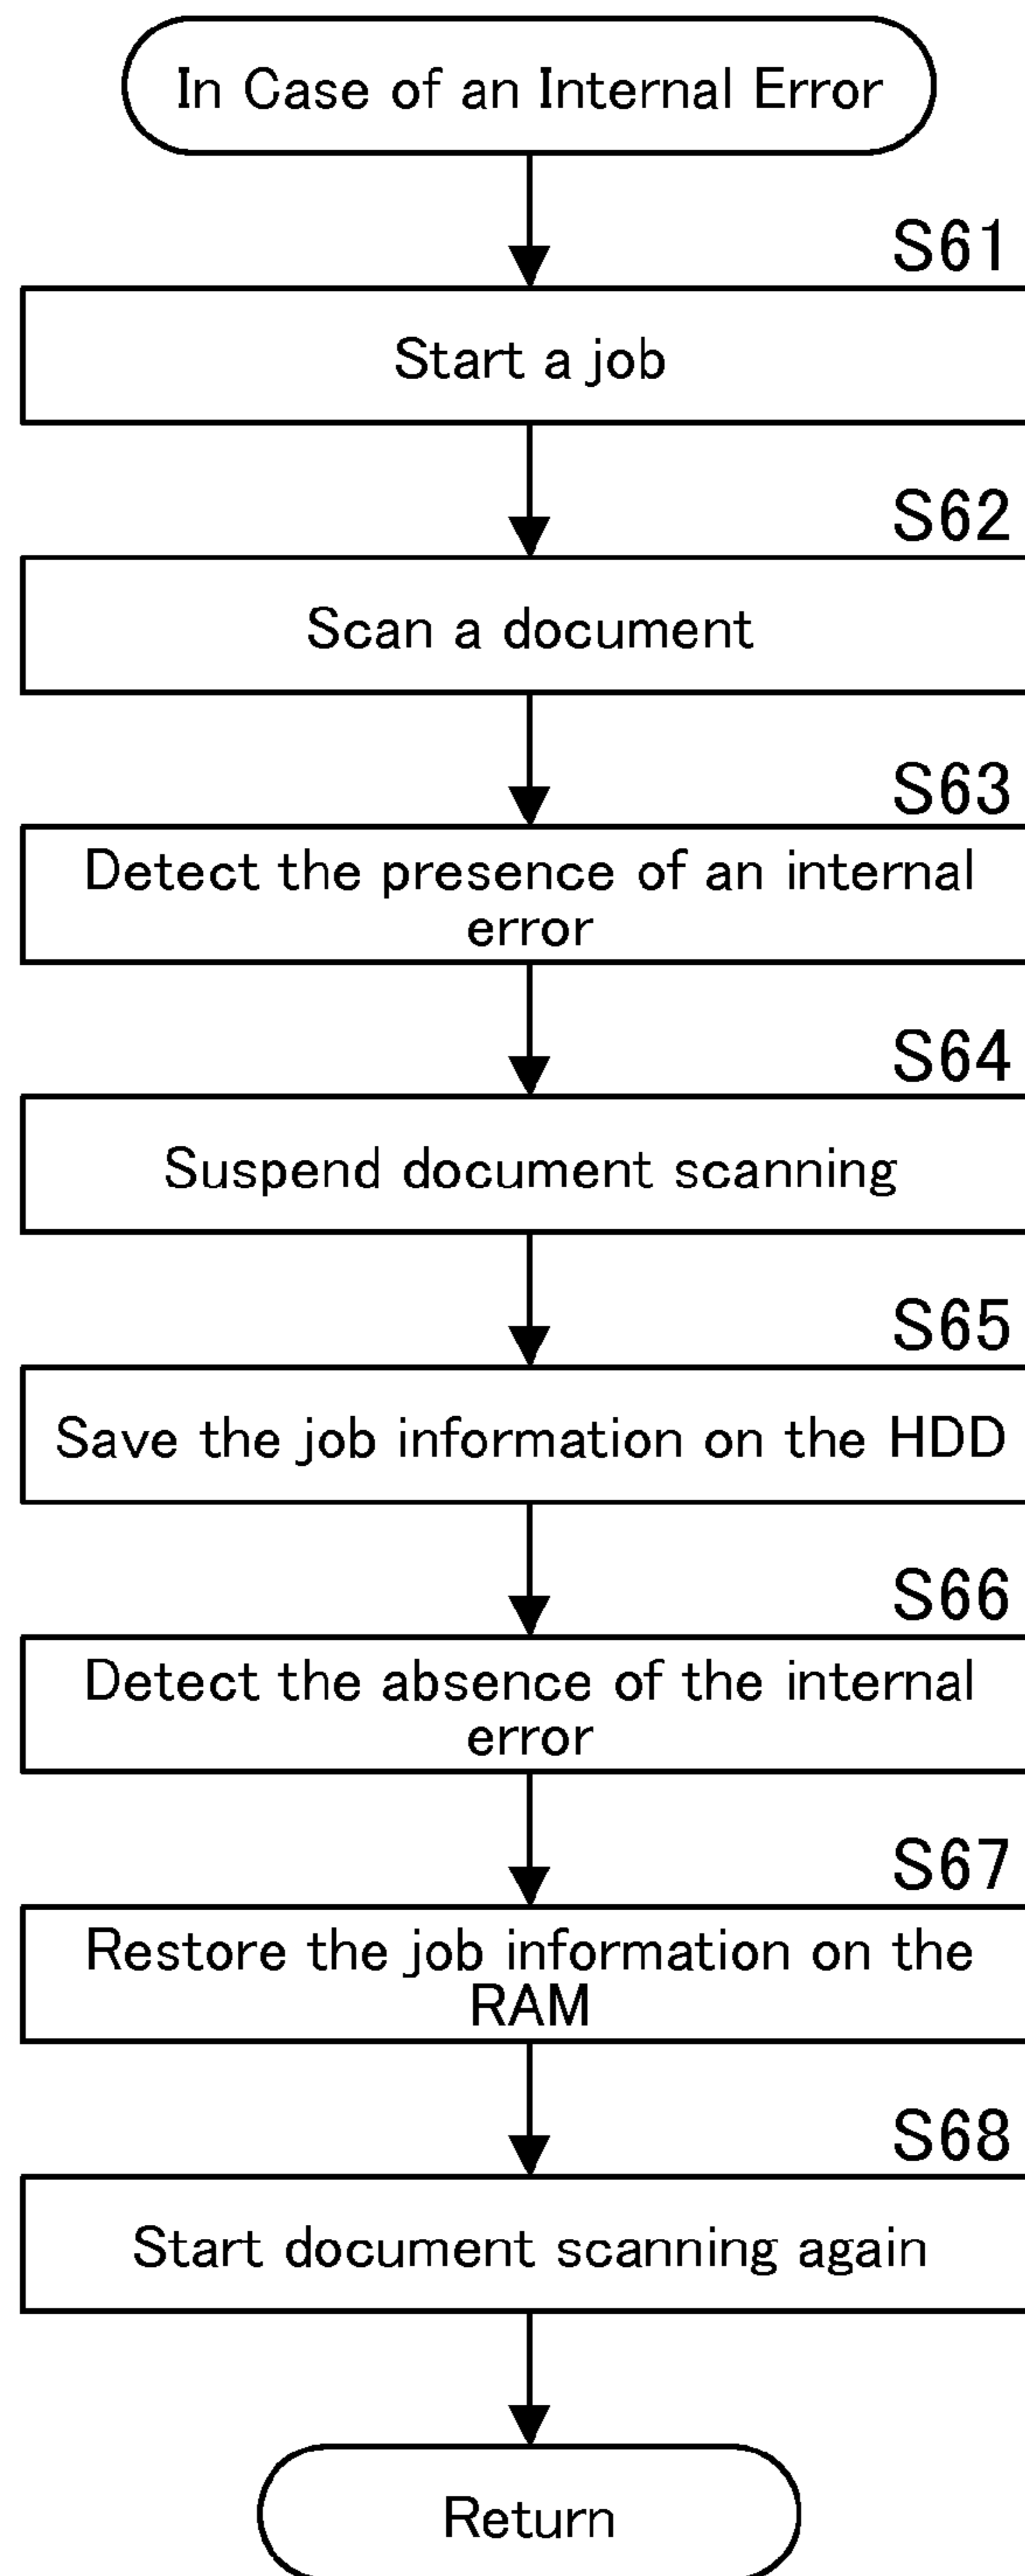 In Case of an Internal Error
S61
Start a job
S62
Scan a document
S63
Detect the presence of an internal
error
S64
Suspend document scanning
S65
Save the job information on the HDD
S66
Detect the absence of the internal
error
S67
Restore the job information on the
RAM
S68
Start document scanning again
Return